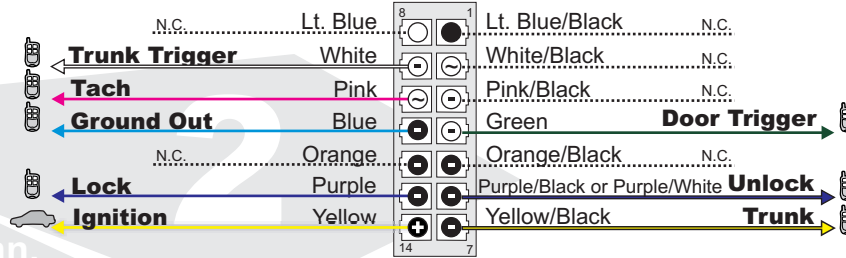 N.C. Lt. Blue 8 1 Lt. Blue/Black N.C.
Trunk Trigger White White/Black N.C.
Tach Pink Pink/Black N.C.
Ground Out Blue Green Door Trigger
N.C. Orange Orange/Black N.C.
Lock Purple Purple/Black or Purple/White Unlock
Ignition Yellow Yellow/Black Trunk
14 7
2